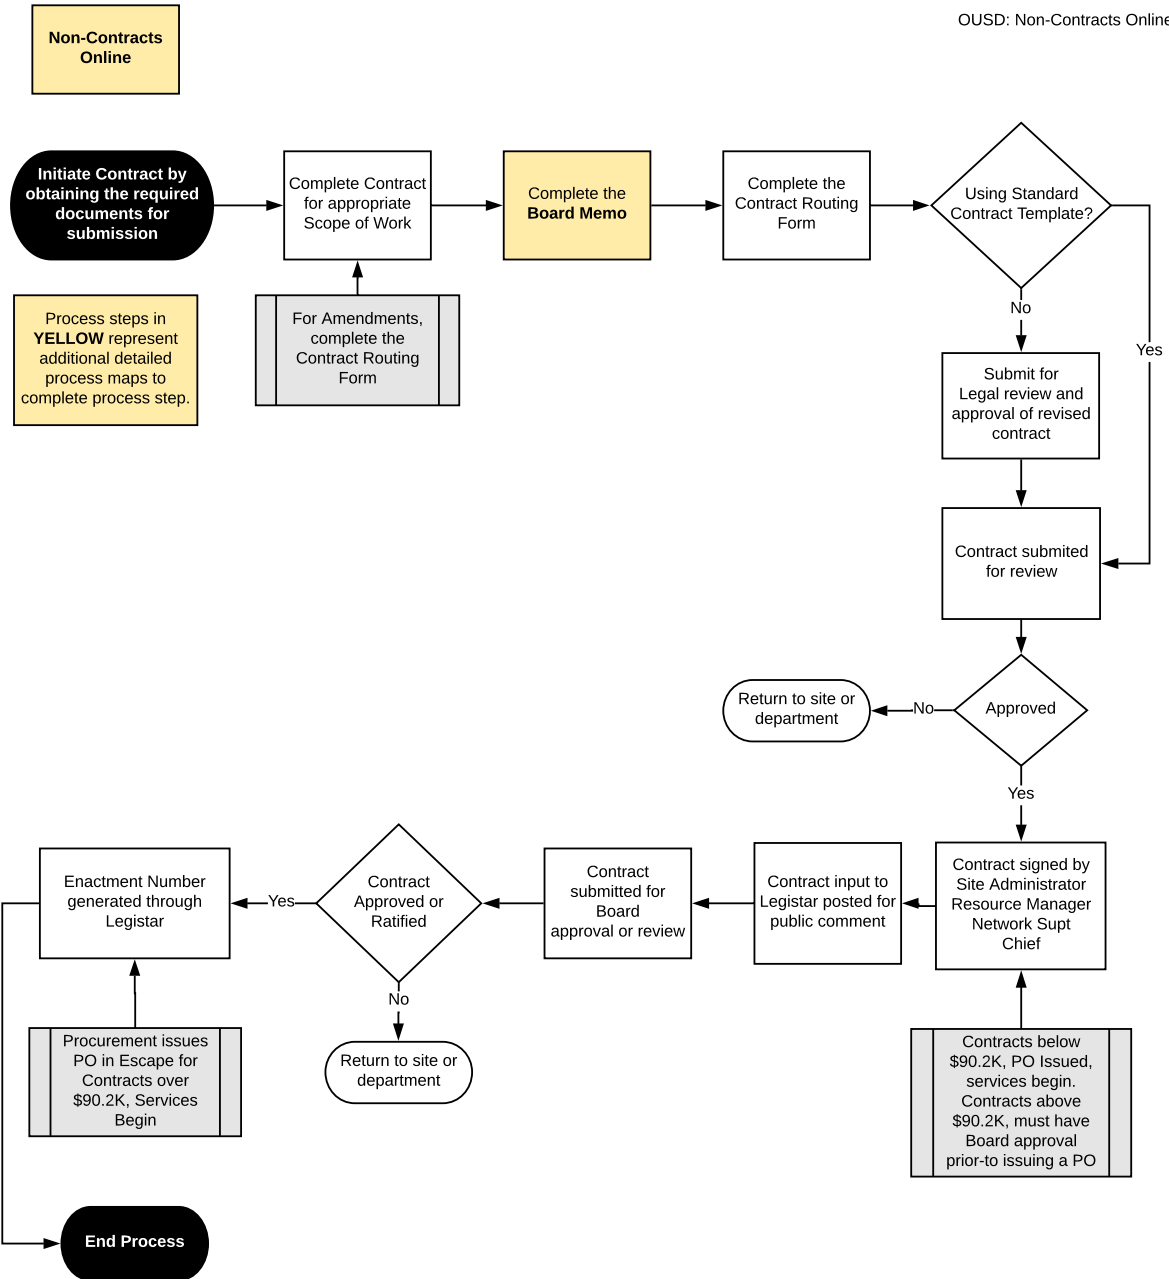 OUSD: Non-Contracts Online
Non-Contracts
Online
Initiate Contract by
obtaining the required
documents for
submission
Complete Contract
for appropriate
Scope of Work
Complete the
Board Memo
Complete the
Contract Routing
Form
Using Standard
Contract Template?
Process steps in
YELLOW represent
additional detailed
process maps to
complete process step.
For Amendments,
complete the
Contract Routing
Form
No
Yes
Submit for
Legal review and
approval of revised
contract
Contract submited
for review
Return to site or
department
No
Approved
Yes
Contract signed by
Site Administrator
Resource Manager
Network Supt
Chief
Contract input to
Legistar posted for
public comment
Contract
submitted for
Board
approval or review
Contract
Approved or
Ratified
Yes
Enactment Number
generated through
Legistar
No
Return to site or
department
Procurement issues
PO in Escape for
Contracts over
$90.2K, Services
Begin
Contracts below
$90.2K, PO Issued,
services begin.
Contracts above
$90.2K, must have
Board approval
prior-to issuing a PO
End Process